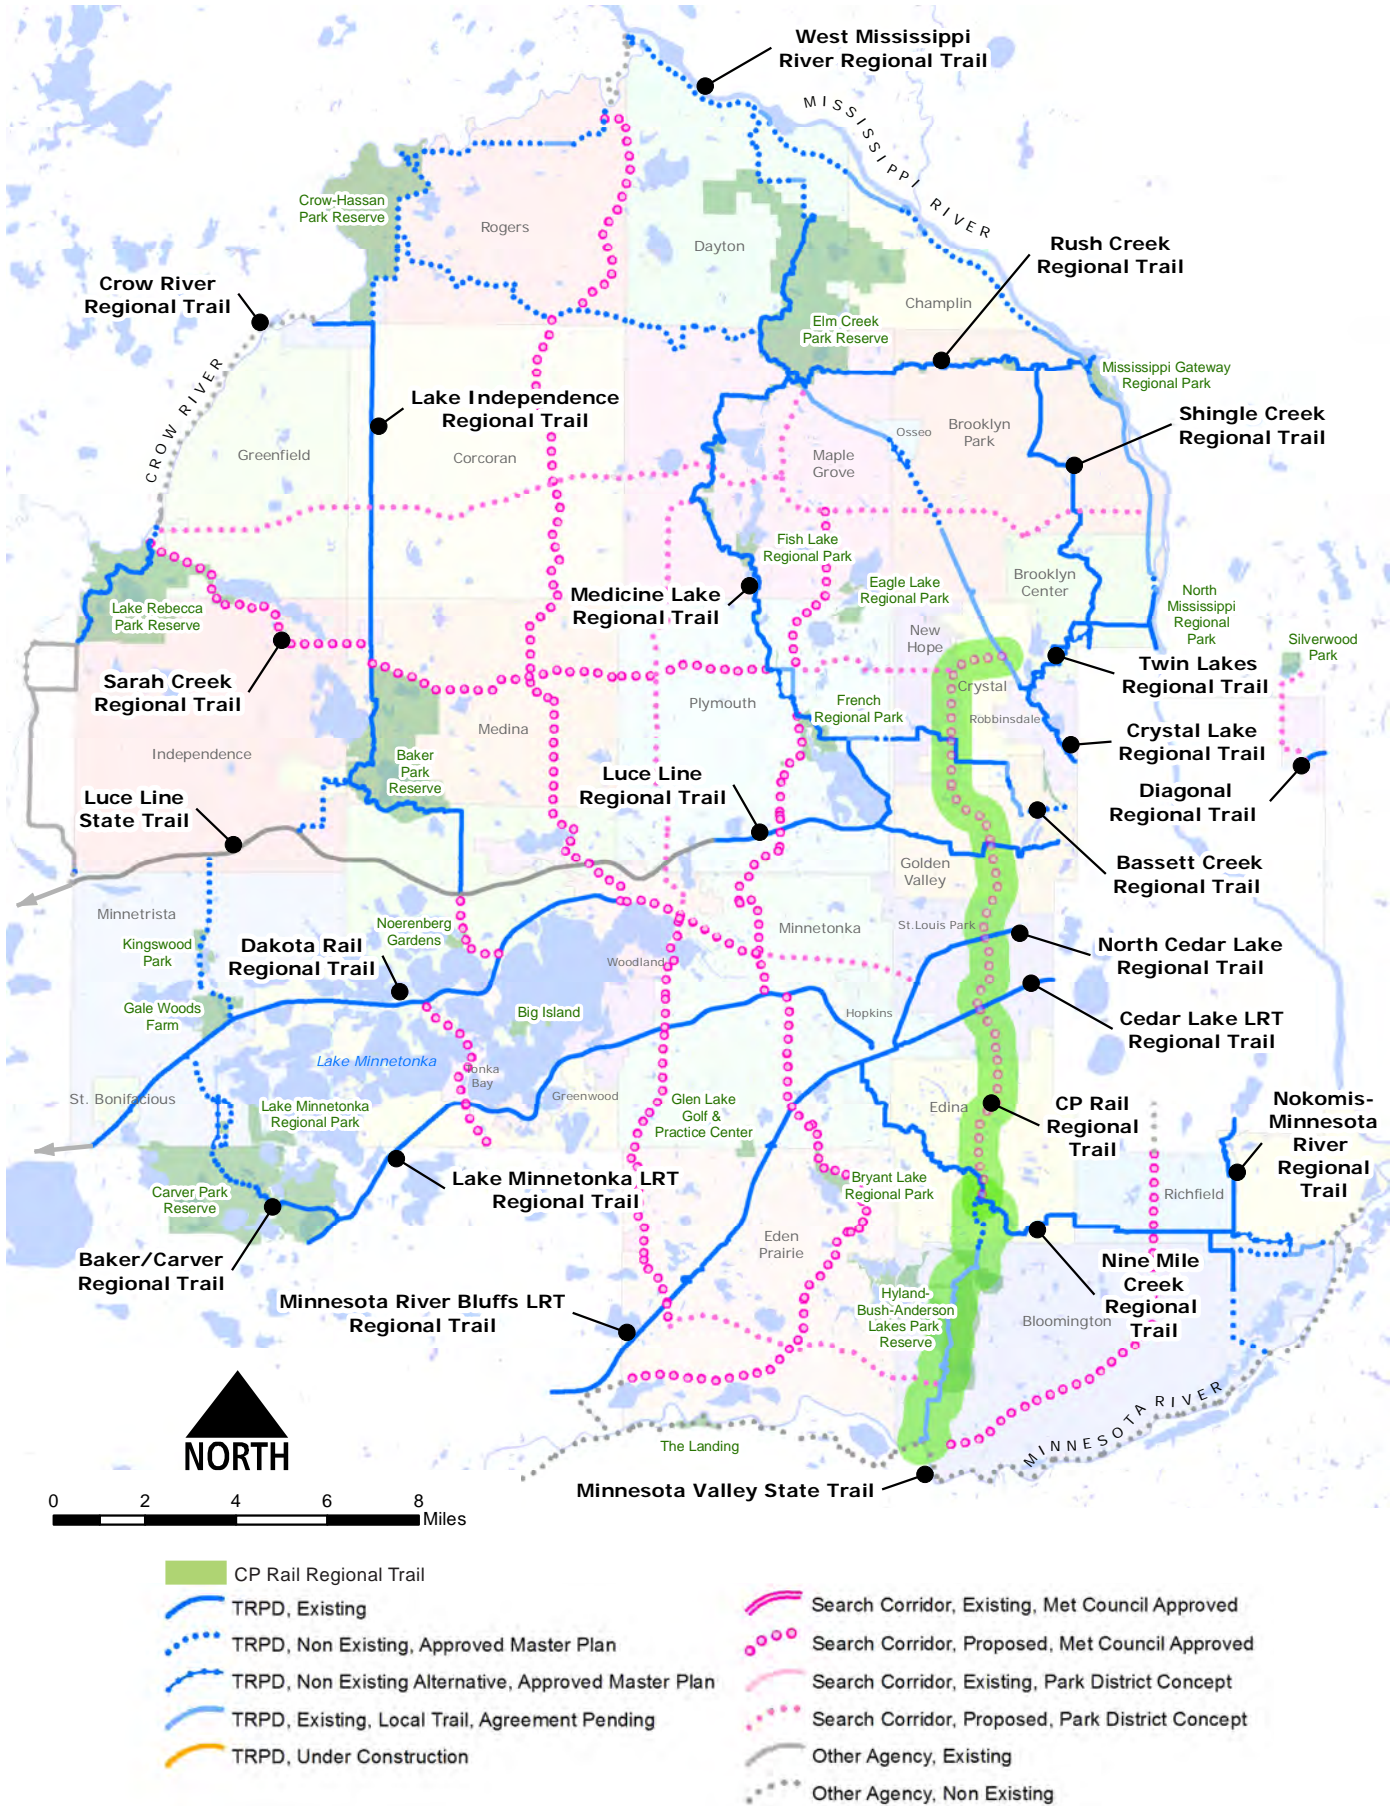 West Mississippi
River Regional Trail
MISSISSIPPI RIVER
Crow-Hassan
Park Reserve
Rogers
Dayton
Rush Creek
Regional Trail
Crow River
Regional Trail
Champlin
Elm Creek
Park Reserve
Mississippi Gateway
Regional Park
CROW RIVER
Lake Independence
Regional Trail
Shingle Creek
Regional Trail
Greenfield
Corcoran
Osseo
Brooklyn
Park
Maple
Grove
Fish Lake
Regional Park
Medicine Lake
Regional Trail
Eagle Lake
Regional Park
Brooklyn
Center
North
Mississippi
Regional
Park
Lake Rebecca
Park Reserve
New
Hope
Silverwood
Park
Sarah Creek
Regional Trail
Twin Lakes
Regional Trail
Crystal
Plymouth
French
Regional Park
Robbinsdale
Medina
Independence
Crystal Lake
Regional Trail
Baker
Park
Reserve
Luce Line
Regional Trail
Diagonal
Regional Trail
Luce Line
State Trail
Bassett Creek
Regional Trail
Golden
Valley
Minnetrista
Noerenberg
Gardens
Minnetonka
St.Louis Park
Kingswood
Park
Dakota Rail
Regional Trail
North Cedar Lake
Regional Trail
Woodland
Gale Woods
Farm
Big Island
Hopkins
Cedar Lake LRT
Regional Trail
Lake Minnetonka
Tonka
Bay
St. Bonifacious
Greenwood
Lake Minnetonka
Regional Park
Glen Lake
Golf &
Practice Center
Edina
CP Rail
Regional
Trail
Nokomis-
Minnesota
River
Regional
Trail
Lake Minnetonka LRT
Regional Trail
Carver Park
Reserve
Bryant Lake
Regional Park
Richfield
Baker/Carver
Regional Trail
Eden
Prairie
Nine Mile
Creek
Regional
Trail
Minnesota River Bluffs LRT
Regional Trail
Hyland-
Bush-Anderson
Lakes Park
Reserve
Bloomington
MINNESOTA RIVER
NORTH
The Landing
Minnesota Valley State Trail
0 2 4 6 8
Miles
CP Rail Regional Trail
TRPD, Existing
TRPD, Non Existing, Approved Master Plan
TRPD, Non Existing Alternative, Approved Master Plan
TRPD, Existing, Local Trail, Agreement Pending
TRPD, Under Construction
Search Corridor, Existing, Met Council Approved
Search Corridor, Proposed, Met Council Approved
Search Corridor, Existing, Park District Concept
Search Corridor, Proposed, Park District Concept
Other Agency, Existing
Other Agency, Non Existing